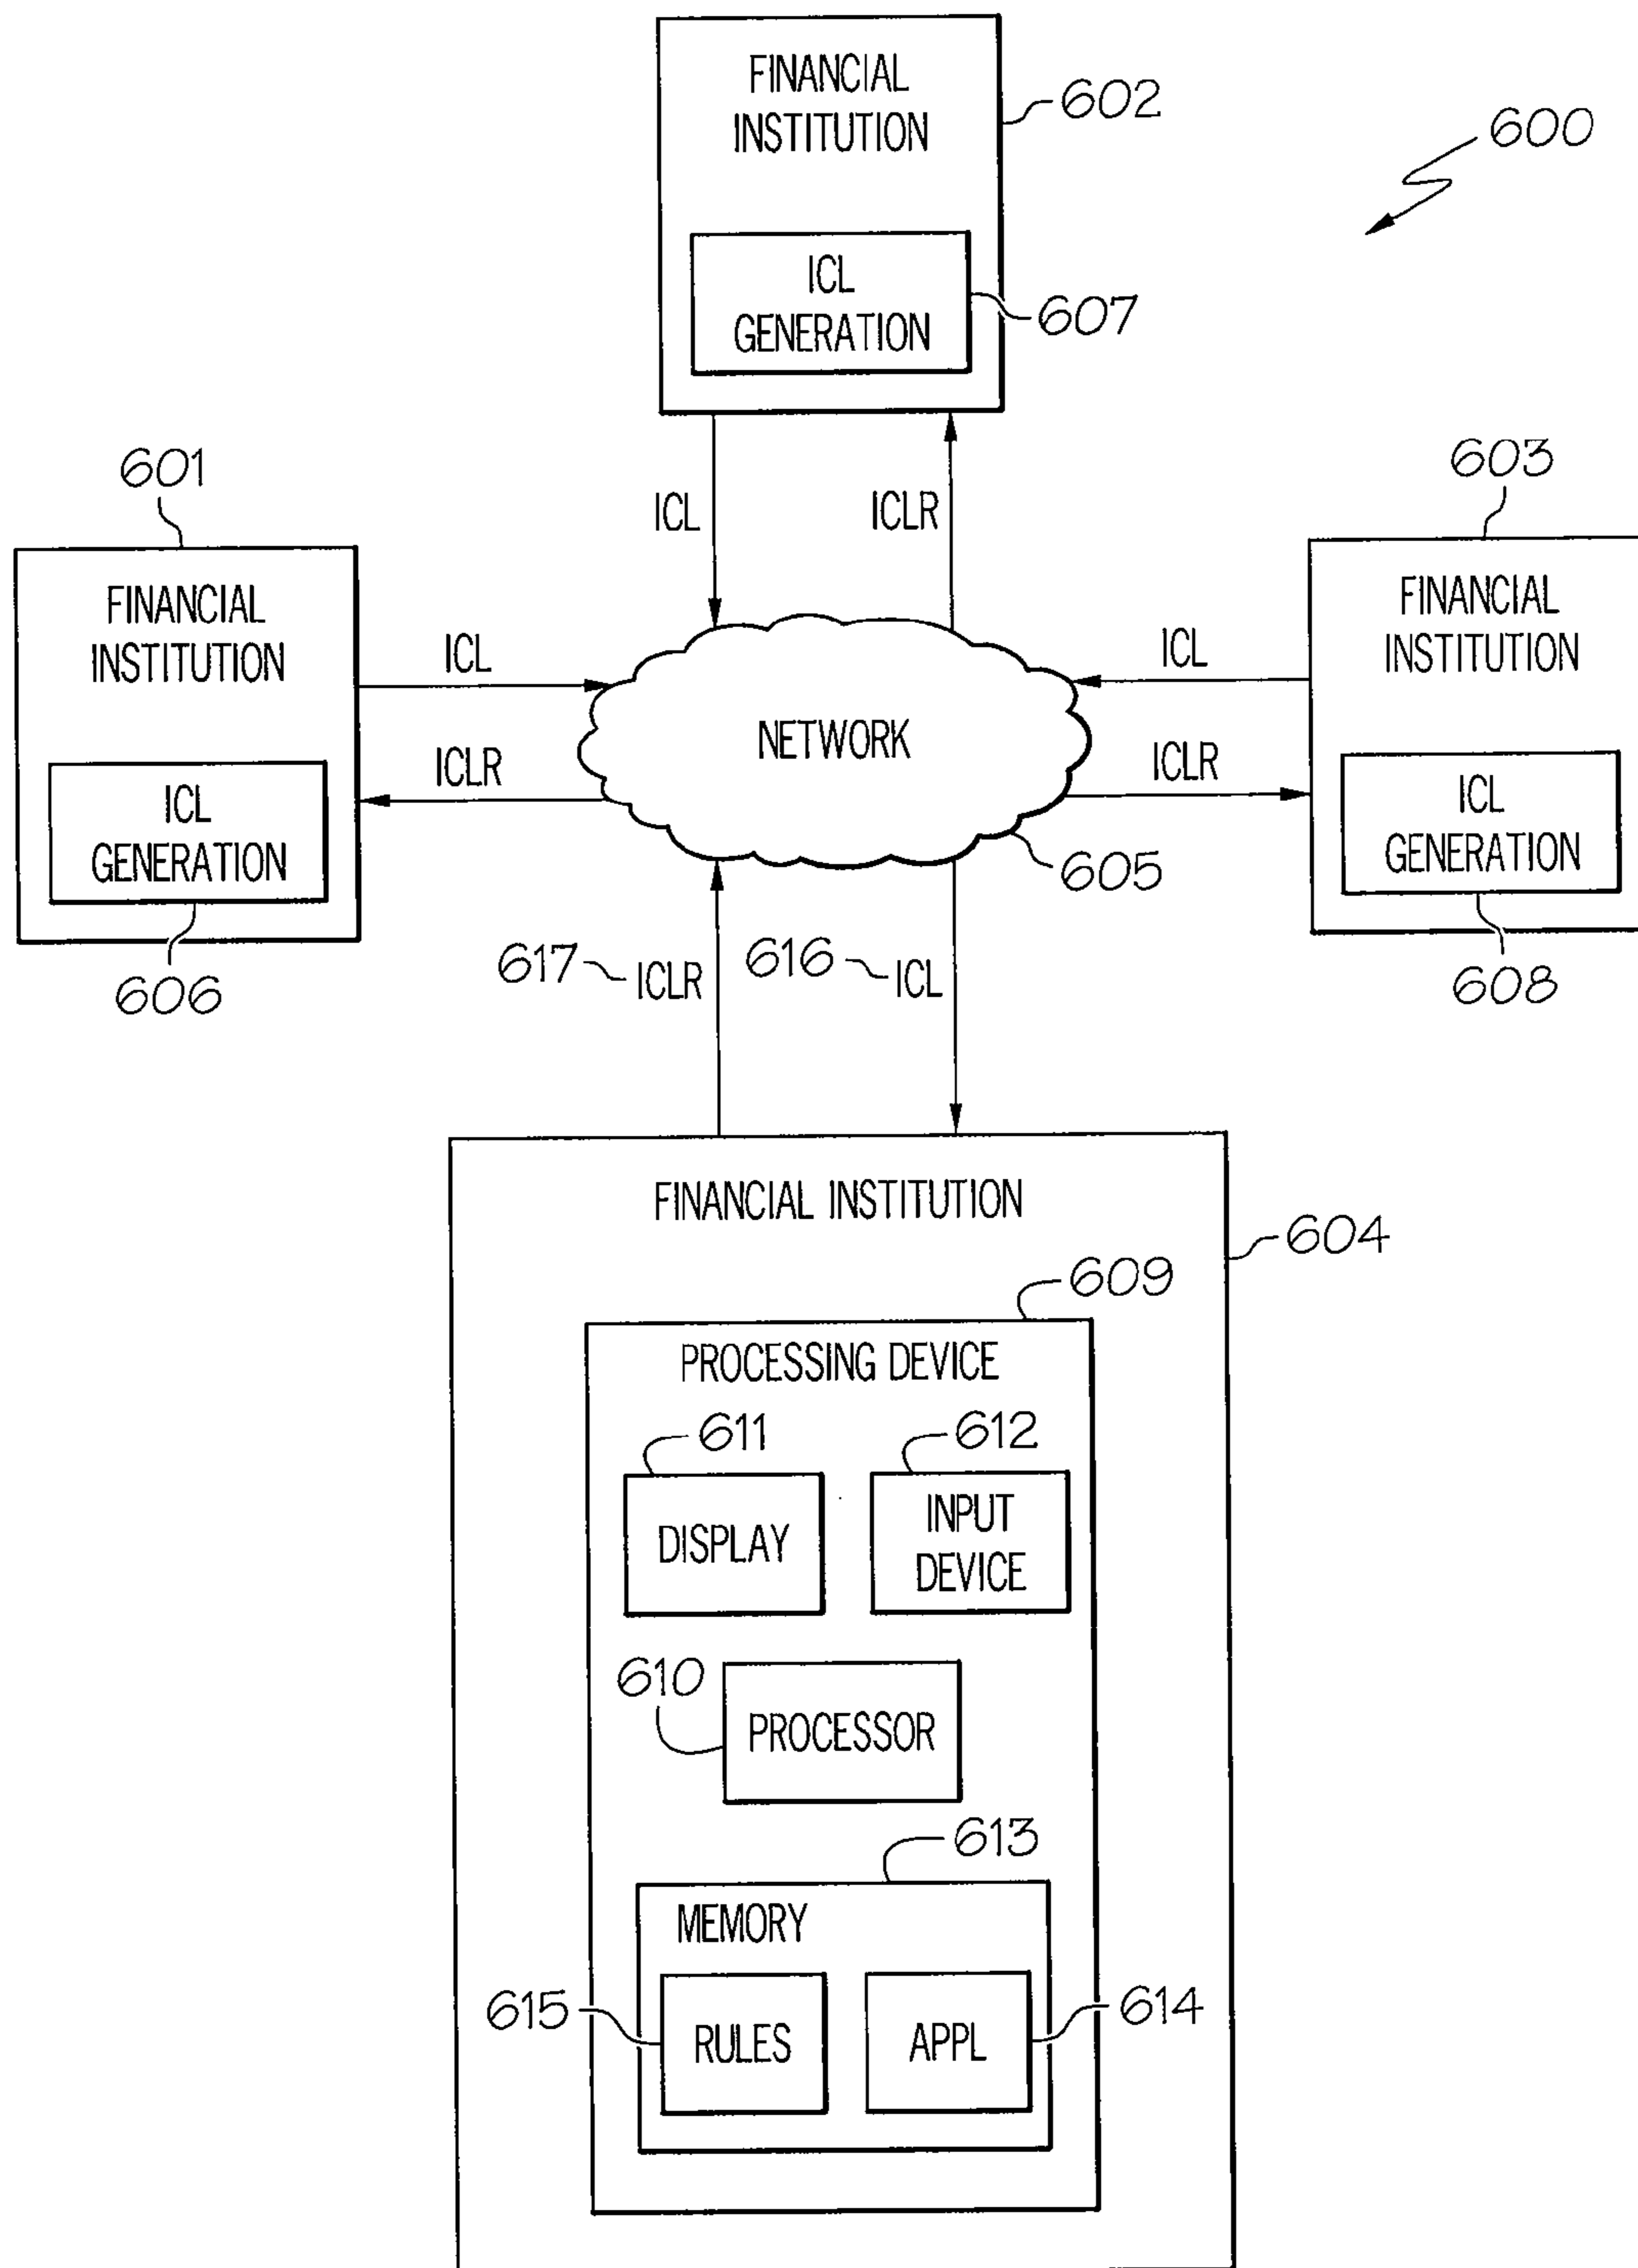 FINANCIAL
INSTITUTION
602
600
ICL
GENERATION
607
601
603
ICL
ICLR
FINANCIAL
INSTITUTION
FINANCIAL
INSTITUTION
ICL
ICL
NETWORK
ICLR
ICLR
ICL
GENERATION
ICL
GENERATION
605
606
617
ICLR
616
ICL
608
FINANCIAL INSTITUTION
604
609
PROCESSING DEVICE
611
612
DISPLAY
INPUT
DEVICE
610
PROCESSOR
613
MEMORY
615
RULES
APPL
614